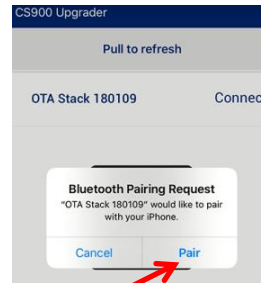 CS900 Upgrader
Pull to refresh
OTA Stack 180109 Connec
Bluetooth Pairing Request
"OTA Stack 180109" would like to pair
with your iPhone.
Cancel Pair